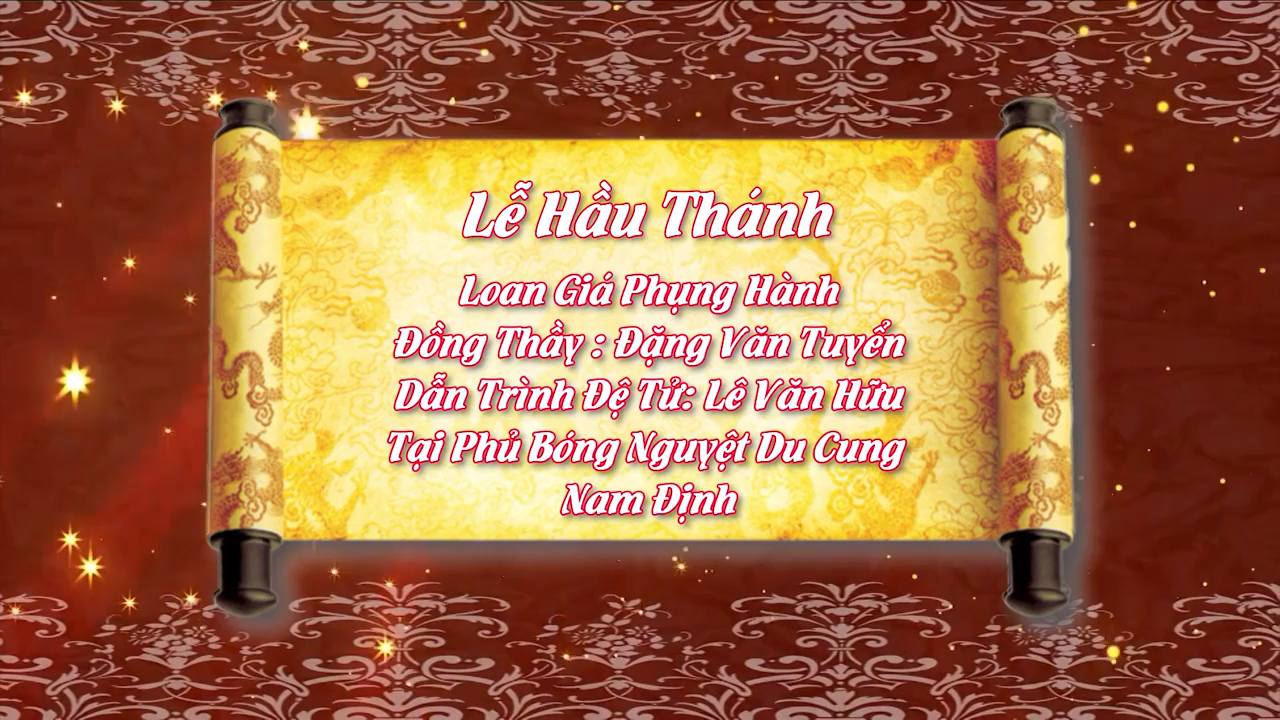 Lễ Hầu Thánh
Loan Giá Phụng Hành
Đồng Thầy : Đặng Văn Tuyển
Dẫn Trình Đệ Tử: Lê Văn Hữu
Tại Phủ Bóng Nguyệt Du Cung
Nam Định